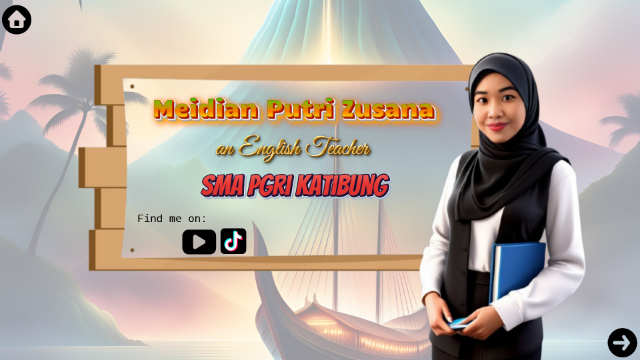 Meidian Putri Zusana
an English Teacher
SMA PGRI KATIBUNG
Find me on: